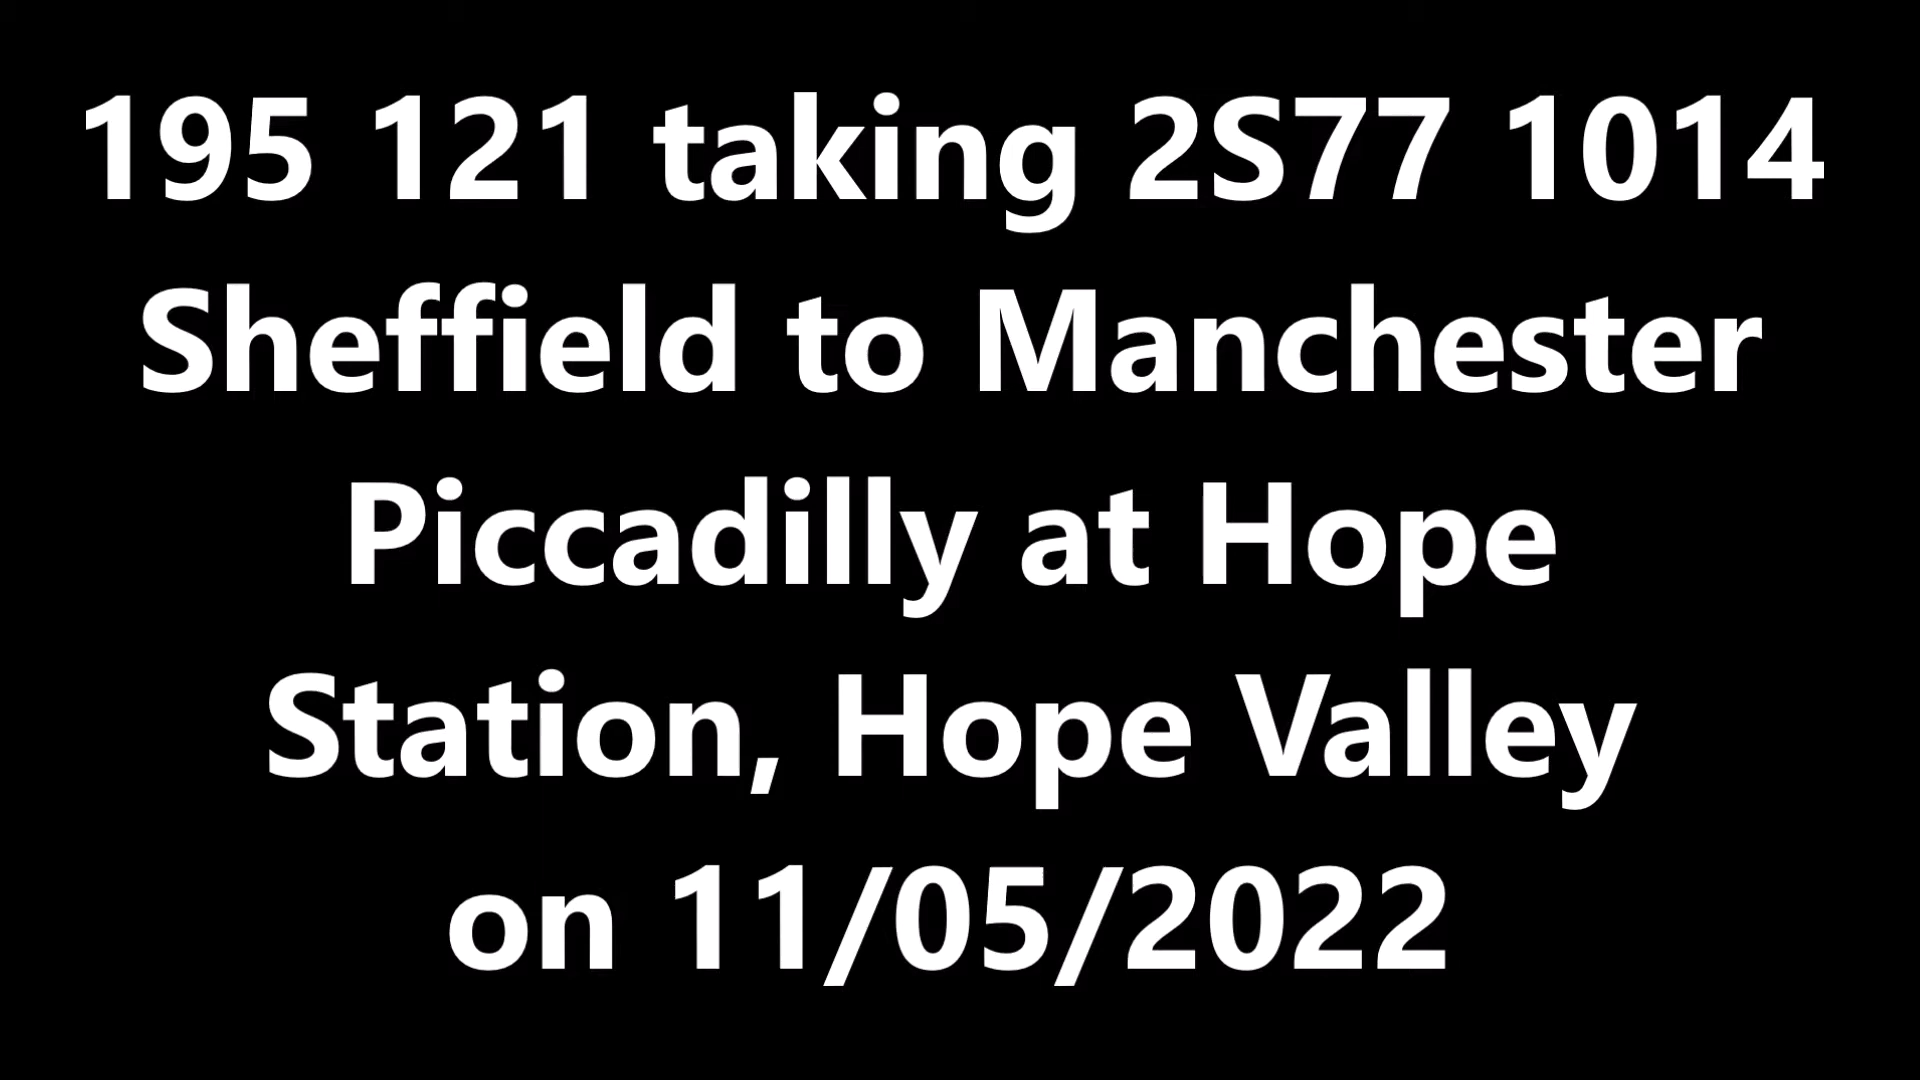 195 121 taking 2S77 1014
Sheffield to Manchester
Piccadilly at Hope
Station, Hope Valley
on 11/05/2022